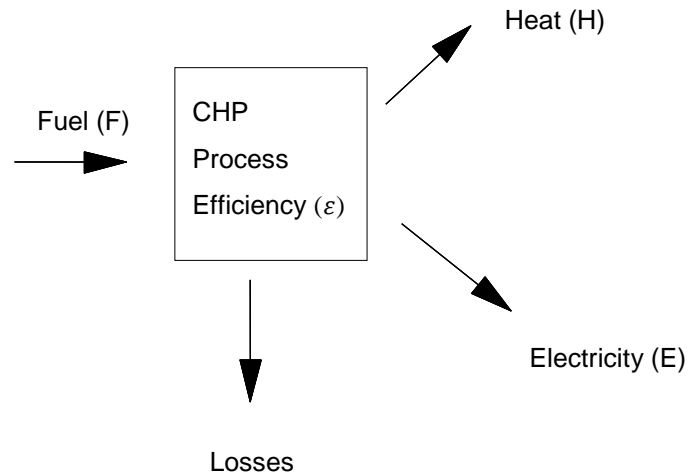 Heat (H)
Fuel (F)
CHP
Process
Efficiency (ε)
Electricity (E)
Losses